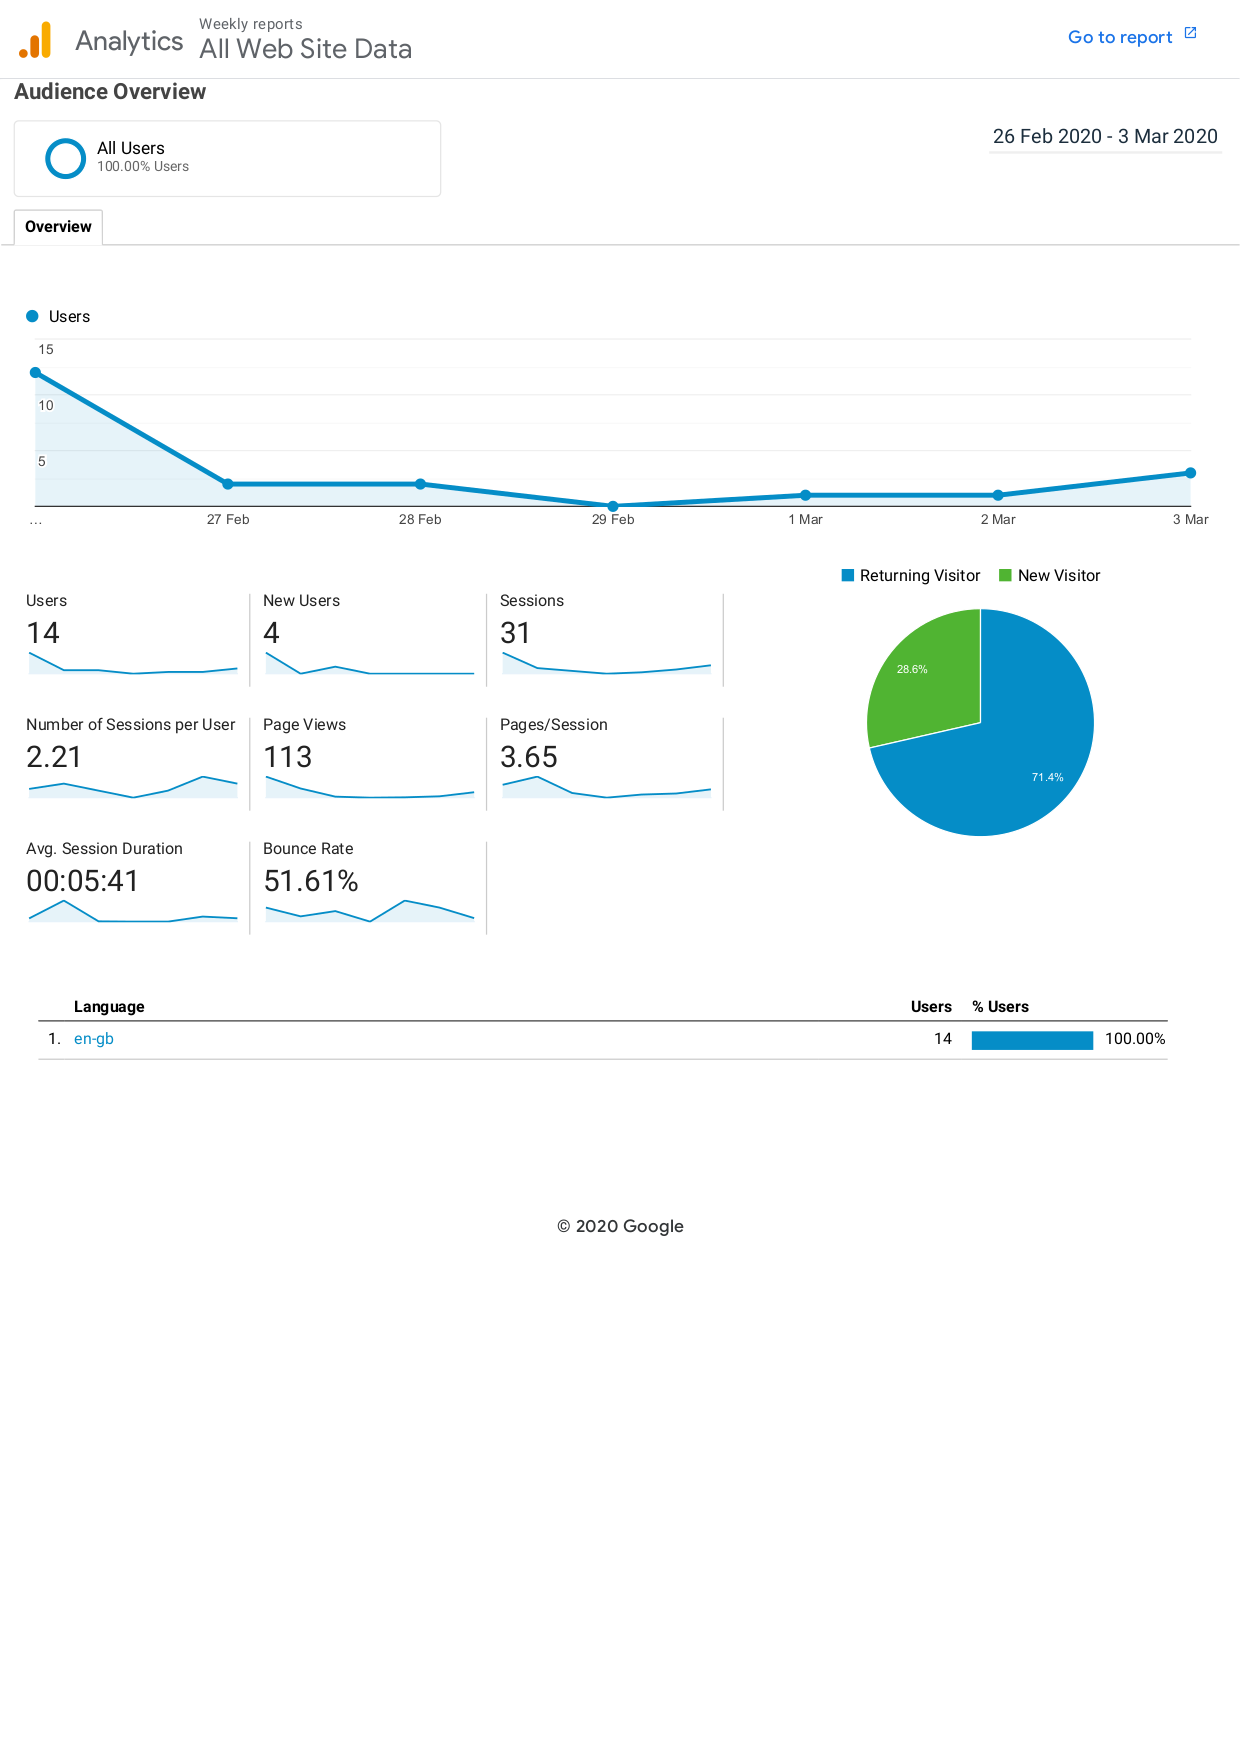 Analytics
Weekly reports
All Web Site Data
Go to report
Audience Overview
All Users
100.00% Users
26 Feb 2020 - 3 Mar 2020
Overview
Users
15
10
5
…
27 Feb
28 Feb
29 Feb
1 Mar
2 Mar
3 Mar
Returning Visitor
New Visitor
28.6%
71.4%
Users
14
New Users
4
Sessions
31
Number of Sessions per User
2.21
Page Views
113
Pages/Session
3.65
Avg. Session Duration
00:05:41
Bounce Rate
51.61%
Language Users % Users
1. en-gb 14 100.00%
© 2020 Google